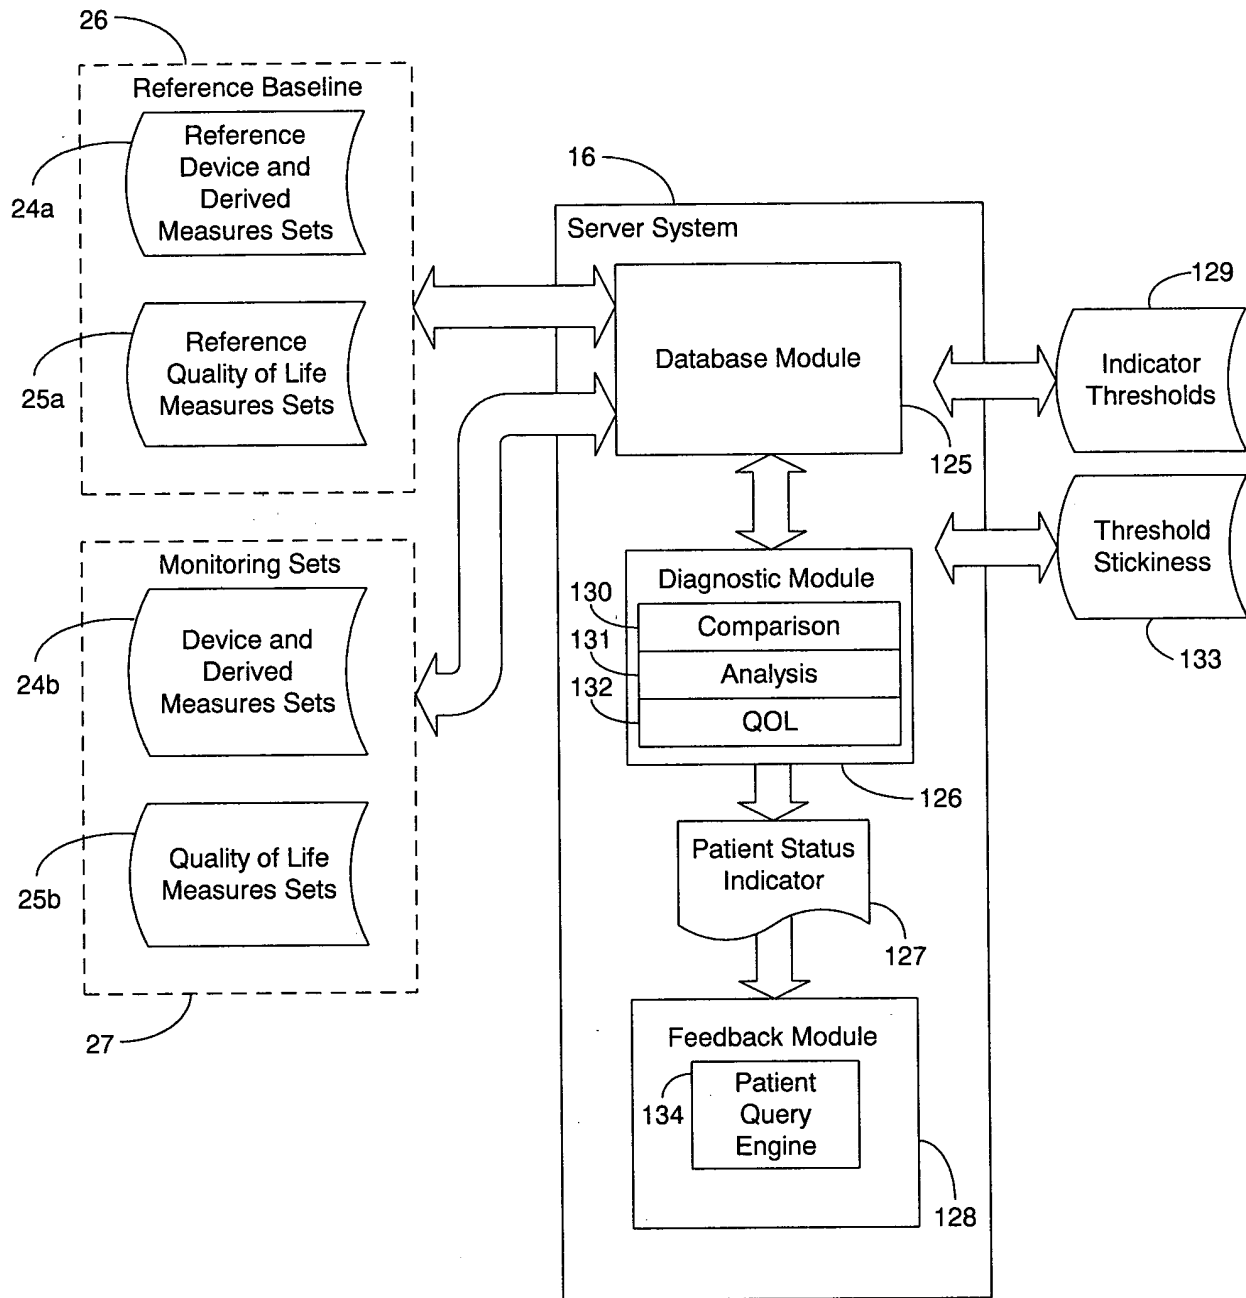 26
Reference Baseline
Reference
Device and
Derived
Measures Sets
24a
Reference
Quality of Life
Measures Sets
25a
Monitoring Sets
Device and
Derived
Measures Sets
24b
Quality of Life
Measures Sets
25b
27
16
Server System
Database Module
125
Diagnostic Module
130
Comparison
131
Analysis
132
QOL
126
Patient Status
Indicator
127
Feedback Module
134
Patient
Query
Engine
128
129
Indicator
Thresholds
Threshold
Stickiness
133